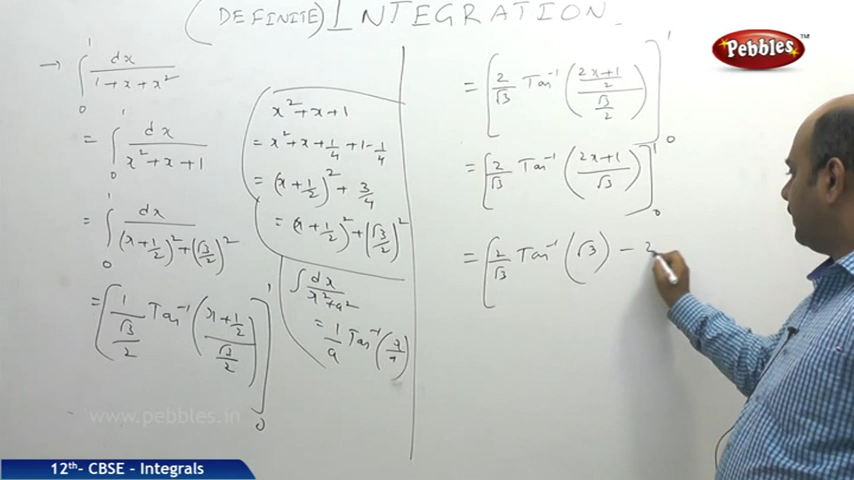 (DEFINITE) INTEGRATION
Pebbles™
→ ∫₀¹ dx/(1+x+x²)
= ∫₀¹ dx/(x²+x+1)
= ∫₀¹ dx/((x+1/2)²+(√3/2)²)
= [1/(√3/2) Tan⁻¹((x+1/2)/(√3/2))]₀¹
x²+x+1
= x²+x+1/4+1-1/4
= (x+1/2)²+3/4
= (x+1/2)²+(√3/2)²
∫ dx/(x²+a²)
= 1/a Tan⁻¹(x/a)
= [2/√3 Tan⁻¹(((2x+1)/2)/(√3/2))]₀¹
= [2/√3 Tan⁻¹((2x+1)/√3)]₀¹
= [2/√3 Tan⁻¹(√3) - 2
www.pebbles.in
12th- CBSE - Integrals